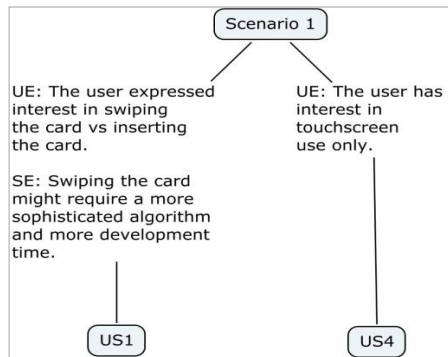 Scenario 1
UE: The user expressed
interest in swiping
the card vs inserting
the card.
SE: Swiping the card
might require a more
sophisticated algorithm
and more development
time.
UE: The user has
interest in
touchscreen
use only.
US1
US4